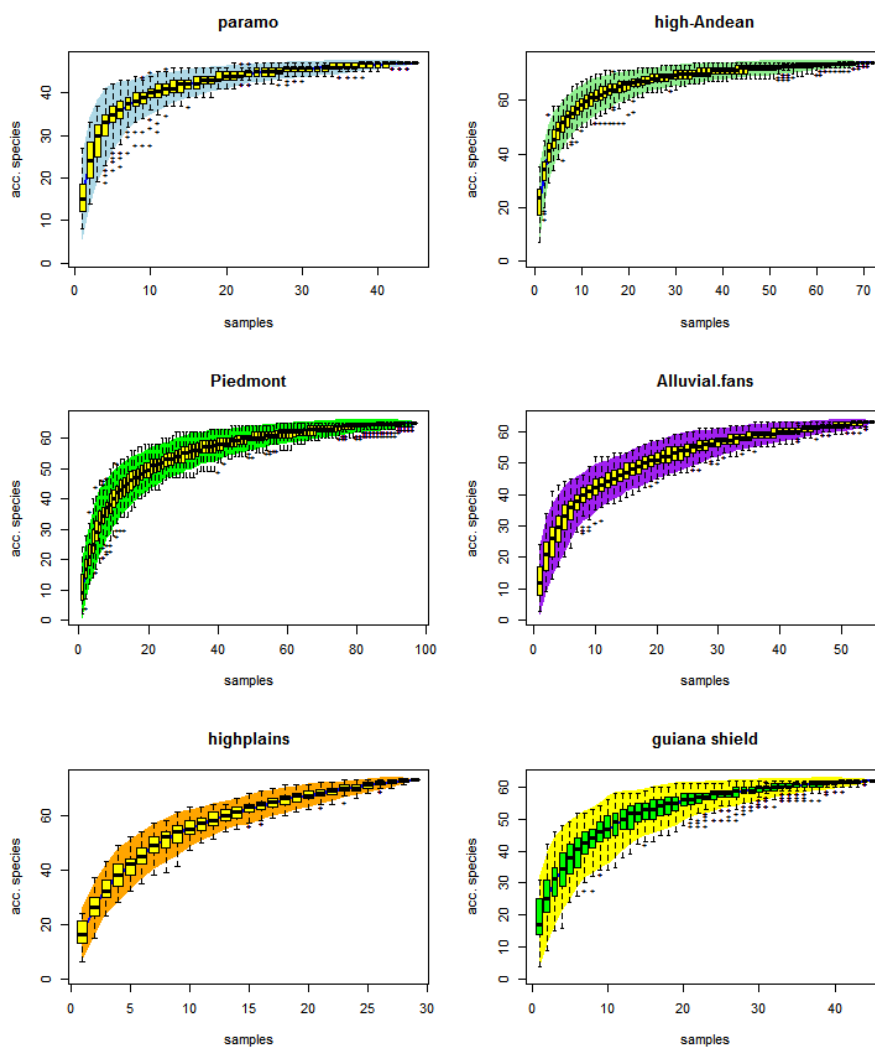 paramo
high-Andean
acc. species
0 10 20 30 40
0 10 20 30 40
samples
acc. species
0 20 40 60
0 10 20 30 40 50 60 70
samples
Piedmont
Alluvial.fans
acc. species
0 10 20 30 40 50 60
0 20 40 60 80 100
samples
acc. species
0 10 20 30 40 50 60
0 10 20 30 40 50
samples
highplains
guiana shield
acc. species
0 20 40 60
0 5 10 15 20 25 30
samples
acc. species
0 10 20 30 40 50 60
0 10 20 30 40
samples